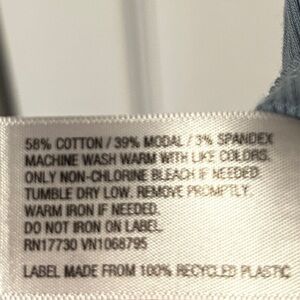 58% COTTON / 39% MODAL / 3% SPANDEX
MACHINE WASH WARM WITH LIKE COLORS.
ONLY NON-CHLORINE BLEACH IF NEEDED.
TUMBLE DRY LOW. REMOVE PROMPTLY.
WARM IRON IF NEEDED.
DO NOT IRON ON LABEL.
RN17730 VN1068795
LABEL MADE FROM 100% RECYCLED PLASTIC